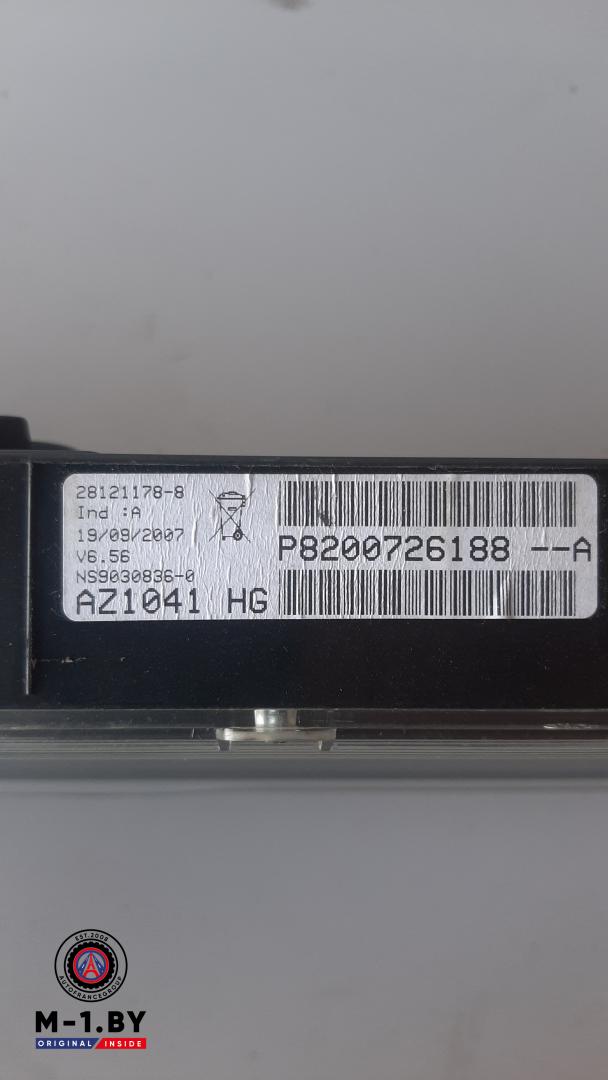 28121178-8
Ind :A
19/09/2007
V6.56
NS9030836-0
AZ1041 HG
P8200726188 --A
EST.2008
AUTOFRANCEGROUP
M-1.BY
ORIGINAL INSIDE